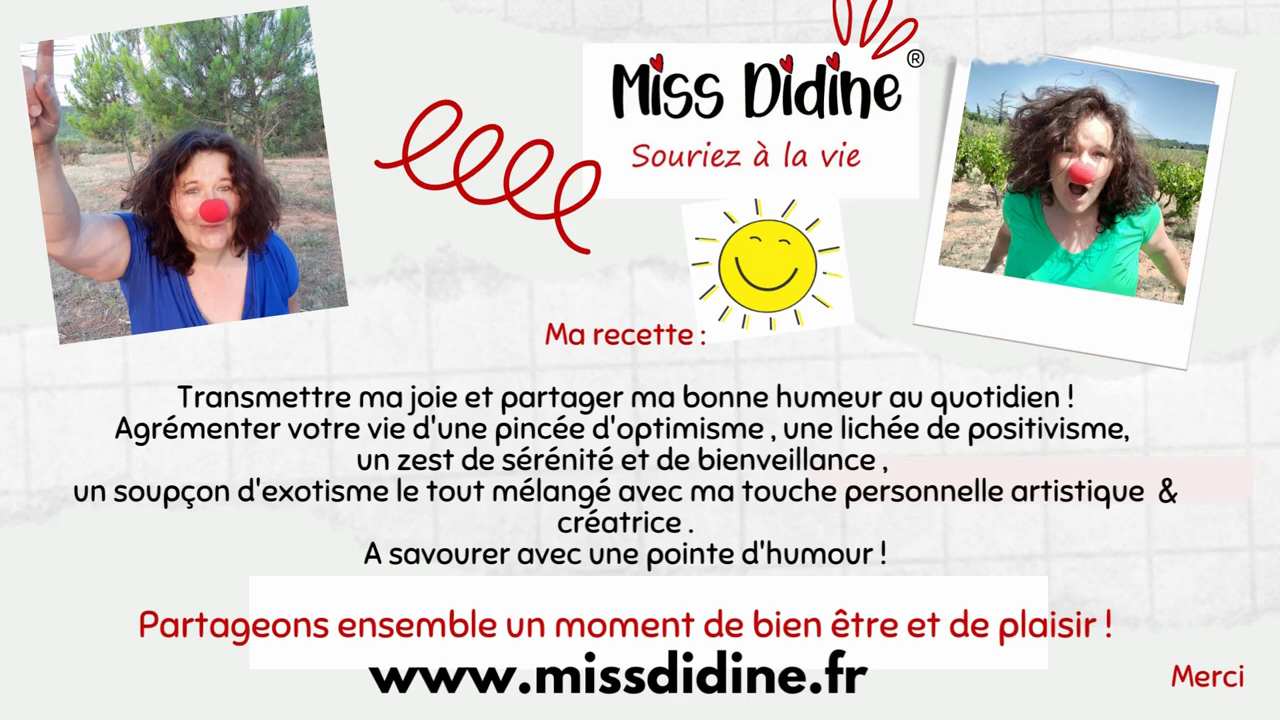 Miss Didine ®
Souriez à la vie
Ma recette :
Transmettre ma joie et partager ma bonne humeur au quotidien !
Agrémenter votre vie d'une pincée d'optimisme , une lichée de positivisme,
un zest de sérénité et de bienveillance ,
un soupçon d'exotisme le tout mélangé avec ma touche personnelle artistique &
créatrice .
A savourer avec une pointe d'humour !
Partageons ensemble un moment de bien être et de plaisir !
www.missdidine.fr
Merci